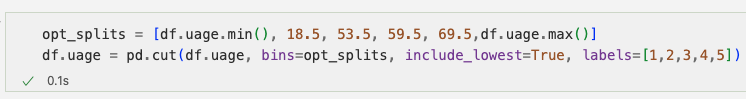 opt_splits = [df.uage.min(), 18.5, 53.5, 59.5, 69.5,df.uage.max()]
df.uage = pd.cut(df.uage, bins=opt_splits, include_lowest=True, labels=[1,2,3,4,5])
✓ 0.1s